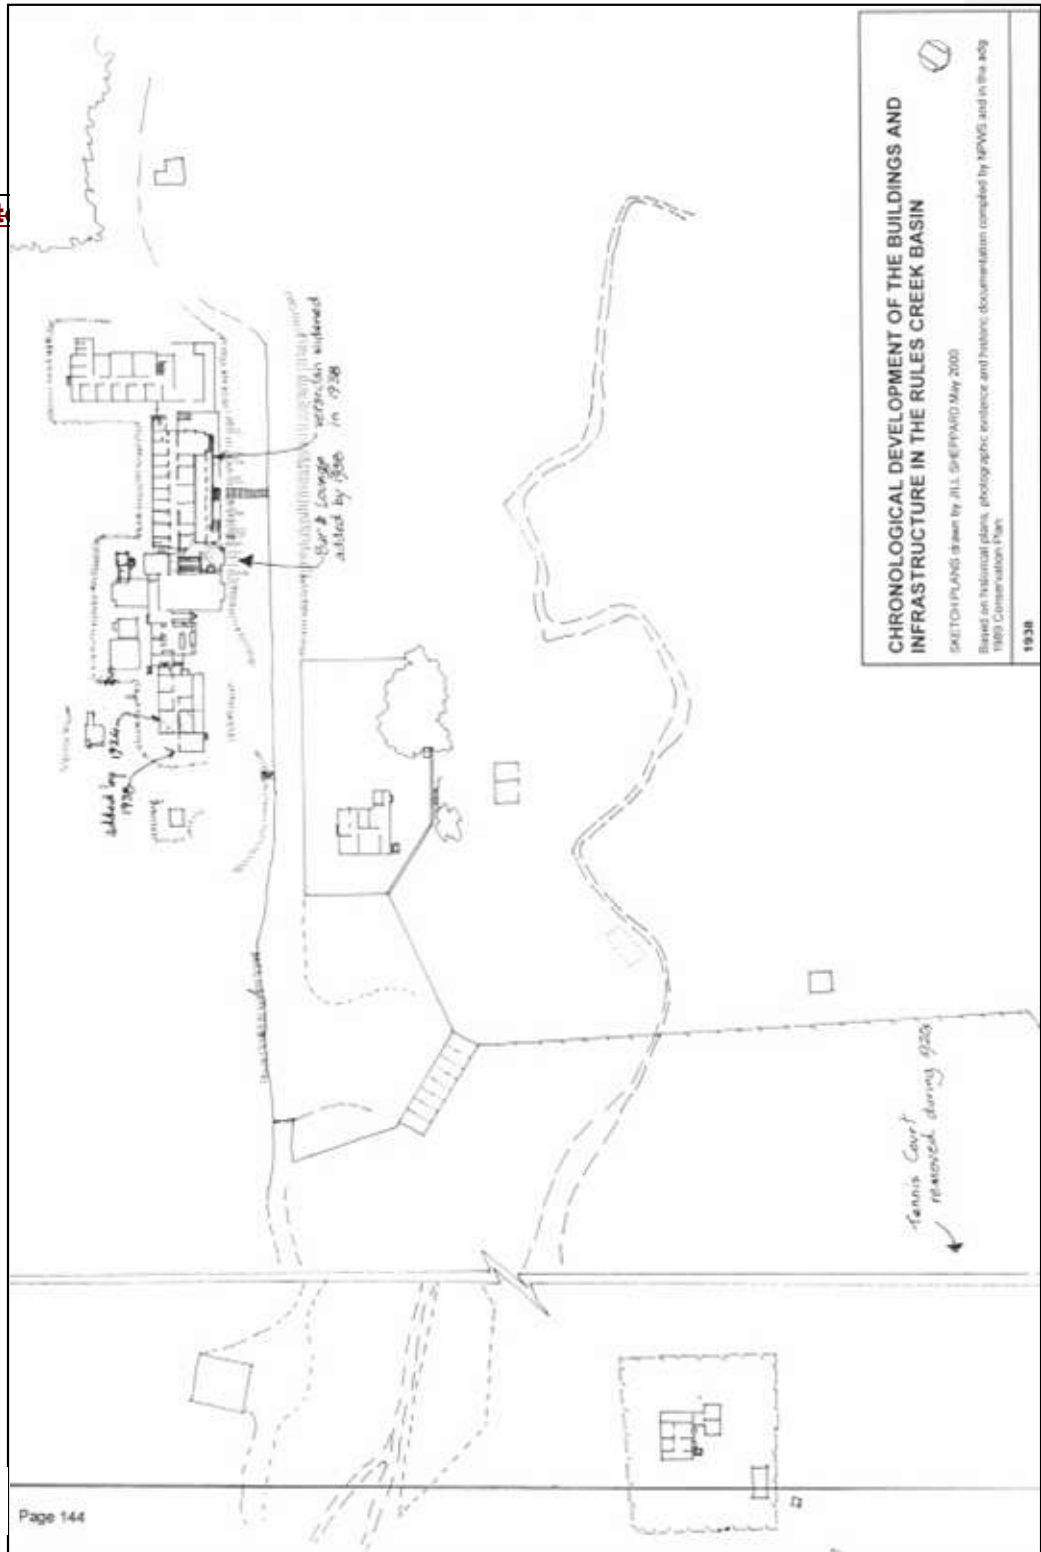 CHRONOLOGICAL DEVELOPMENT OF THE BUILDINGS AND
INFRASTRUCTURE IN THE RULES CREEK BASIN
SKETCH PLANS drawn by JILL SHEPPARD May 2000
Based on historical plans, photographic evidence and historic documentation compiled by NPWS and in the
1989 Conservation Plan
1938
verandah widened
in 1938
Bar & Lounge
added by 1938
added by 1926
1938
Tennis Court
removed during
Page 144